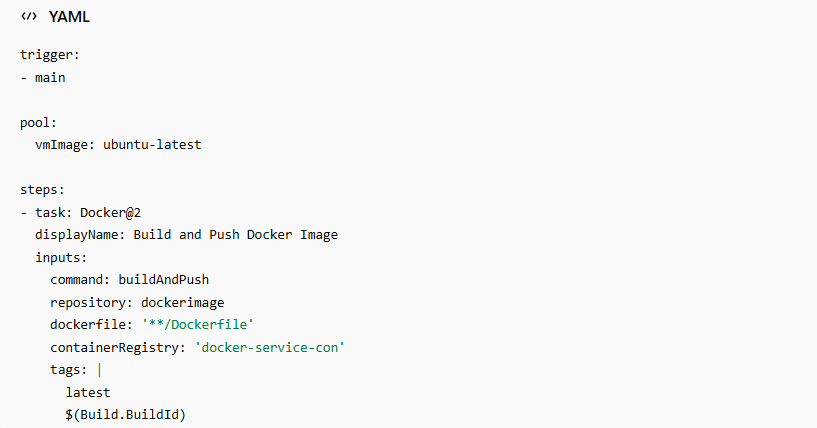 </> YAML
trigger:
- main
pool:
  vmImage: ubuntu-latest
steps:
- task: Docker@2
  displayName: Build and Push Docker Image
  inputs:
    command: buildAndPush
    repository: dockerimage
    dockerfile: '**/Dockerfile'
    containerRegistry: 'docker-service-con'
    tags: |
      latest
      $(Build.BuildId)